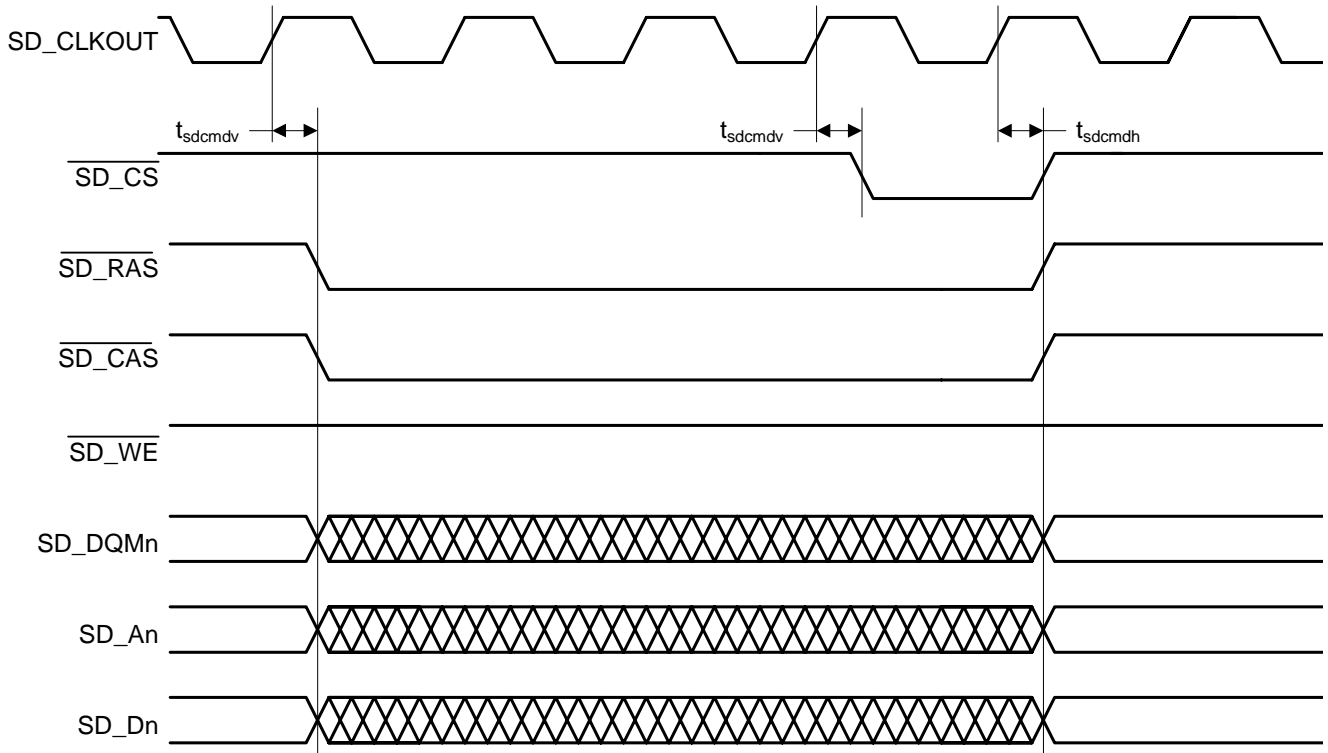 SD_CLKOUT
tsdcmdv
tsdcmdv
tsdcmdh
SD_CS
SD_RAS
SD_CAS
SD_WE
SD_DQMn
SD_An
SD_Dn